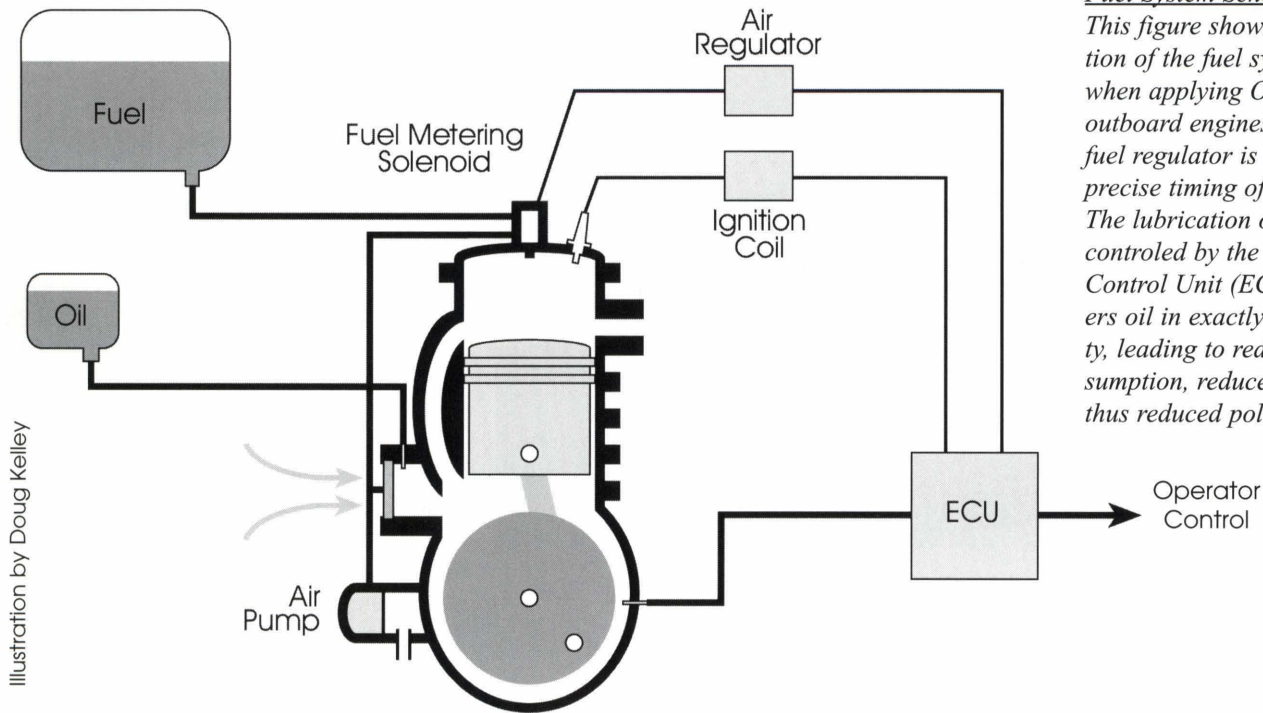 Fuel
Oil
Fuel Metering
Solenoid
Air
Regulator
Ignition
Coil
Air
Pump
ECU
Operator
Control
Illustration by Doug Kelley
Fuel System
This figure show
tion of the fuel sy
when applying O
outboard engines
fuel regulator is
precise timing of
The lubrication o
controled by the
Control Unit (EC
ers oil in exactly
ty, leading to red
sumption, reduce
thus reduced pol